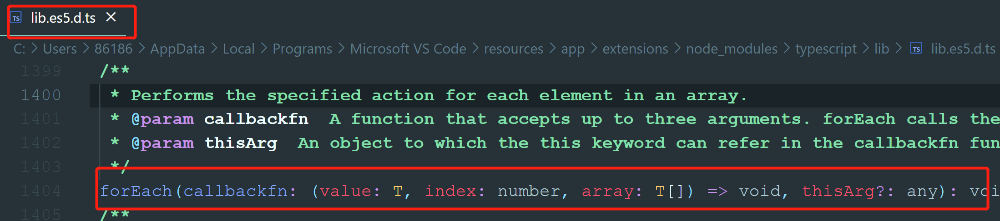 TS lib.es5.d.ts ×
C: > Users > 86186 > AppData > Local > Programs > Microsoft VS Code > resources > app > extensions > node_modules > typescript > lib > TS lib.es5.d.ts
1399 /**
1400 * Performs the specified action for each element in an array.
1401 * @param callbackfn A function that accepts up to three arguments. forEach calls the
1402 * @param thisArg An object to which the this keyword can refer in the callbackfn fun
1403 */
1404 forEach(callbackfn: (value: T, index: number, array: T[]) => void, thisArg?: any): voi
1405 /**